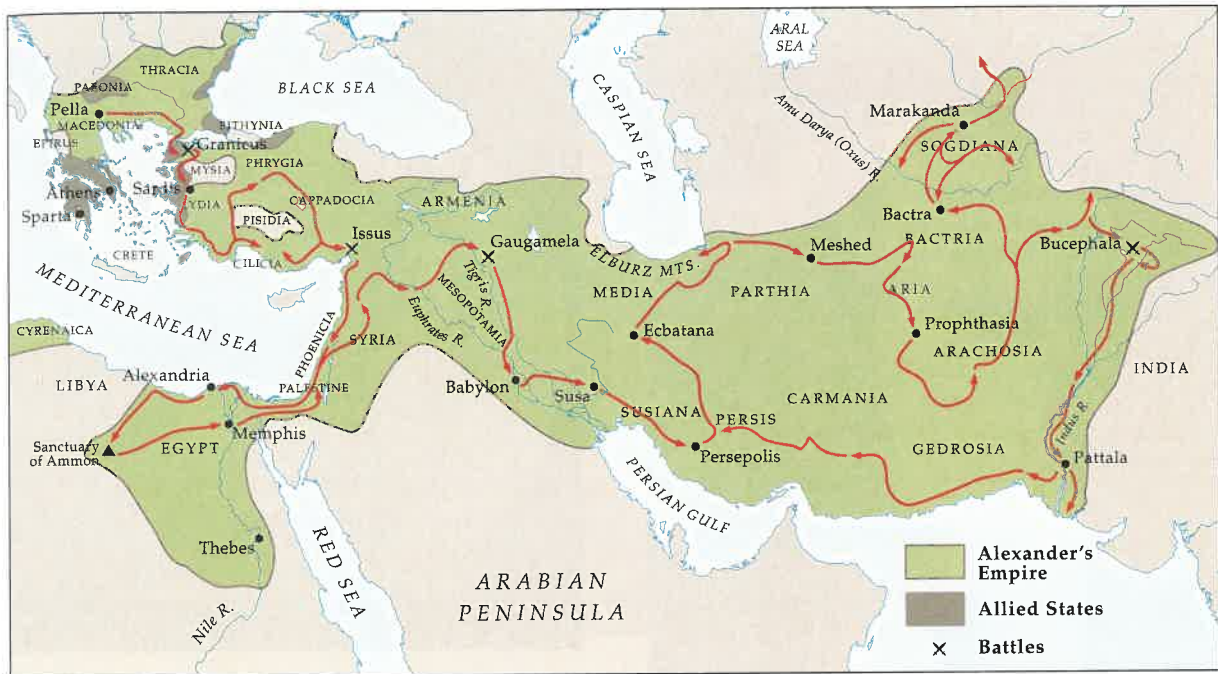 THRACIA
PAEONIA
Pella
MACEDONIA
EPIRUS
Athens
Sparta
CRETE
BLACK SEA
BITHYNIA
Granicus
PHRYGIA
MYSIA
Sardis
LYDIA
PISIDIA
CAPPADOCIA
CILICIA
Issus
ARMENIA
CASPIAN SEA
ARAL
SEA
Amu Darya (Oxus) R.
Marakanda
SOGDIANA
Bactra
BACTRIA
Bucephala
Gaugamela
Tigris R.
MESOPOTAMIA
Euphrates R.
ELBURZ MTS.
Meshed
MEDIA
PARTHIA
ARIA
Prophthasia
ARACHOSIA
Ecbatana
MEDITERRANEAN SEA
CYRENAICA
LIBYA
Alexandria
PHOENICIA
SYRIA
PALESTINE
Babylon
Susa
SUSIANA
PERSIS
CARMANIA
INDIA
Indus R.
GEDROSIA
Pattala
Persepolis
PERSIAN GULF
Sanctuary
of Ammon
EGYPT
Memphis
Thebes
Nile R.
RED SEA
ARABIAN
PENINSULA
Alexander's
Empire
Allied States
Battles